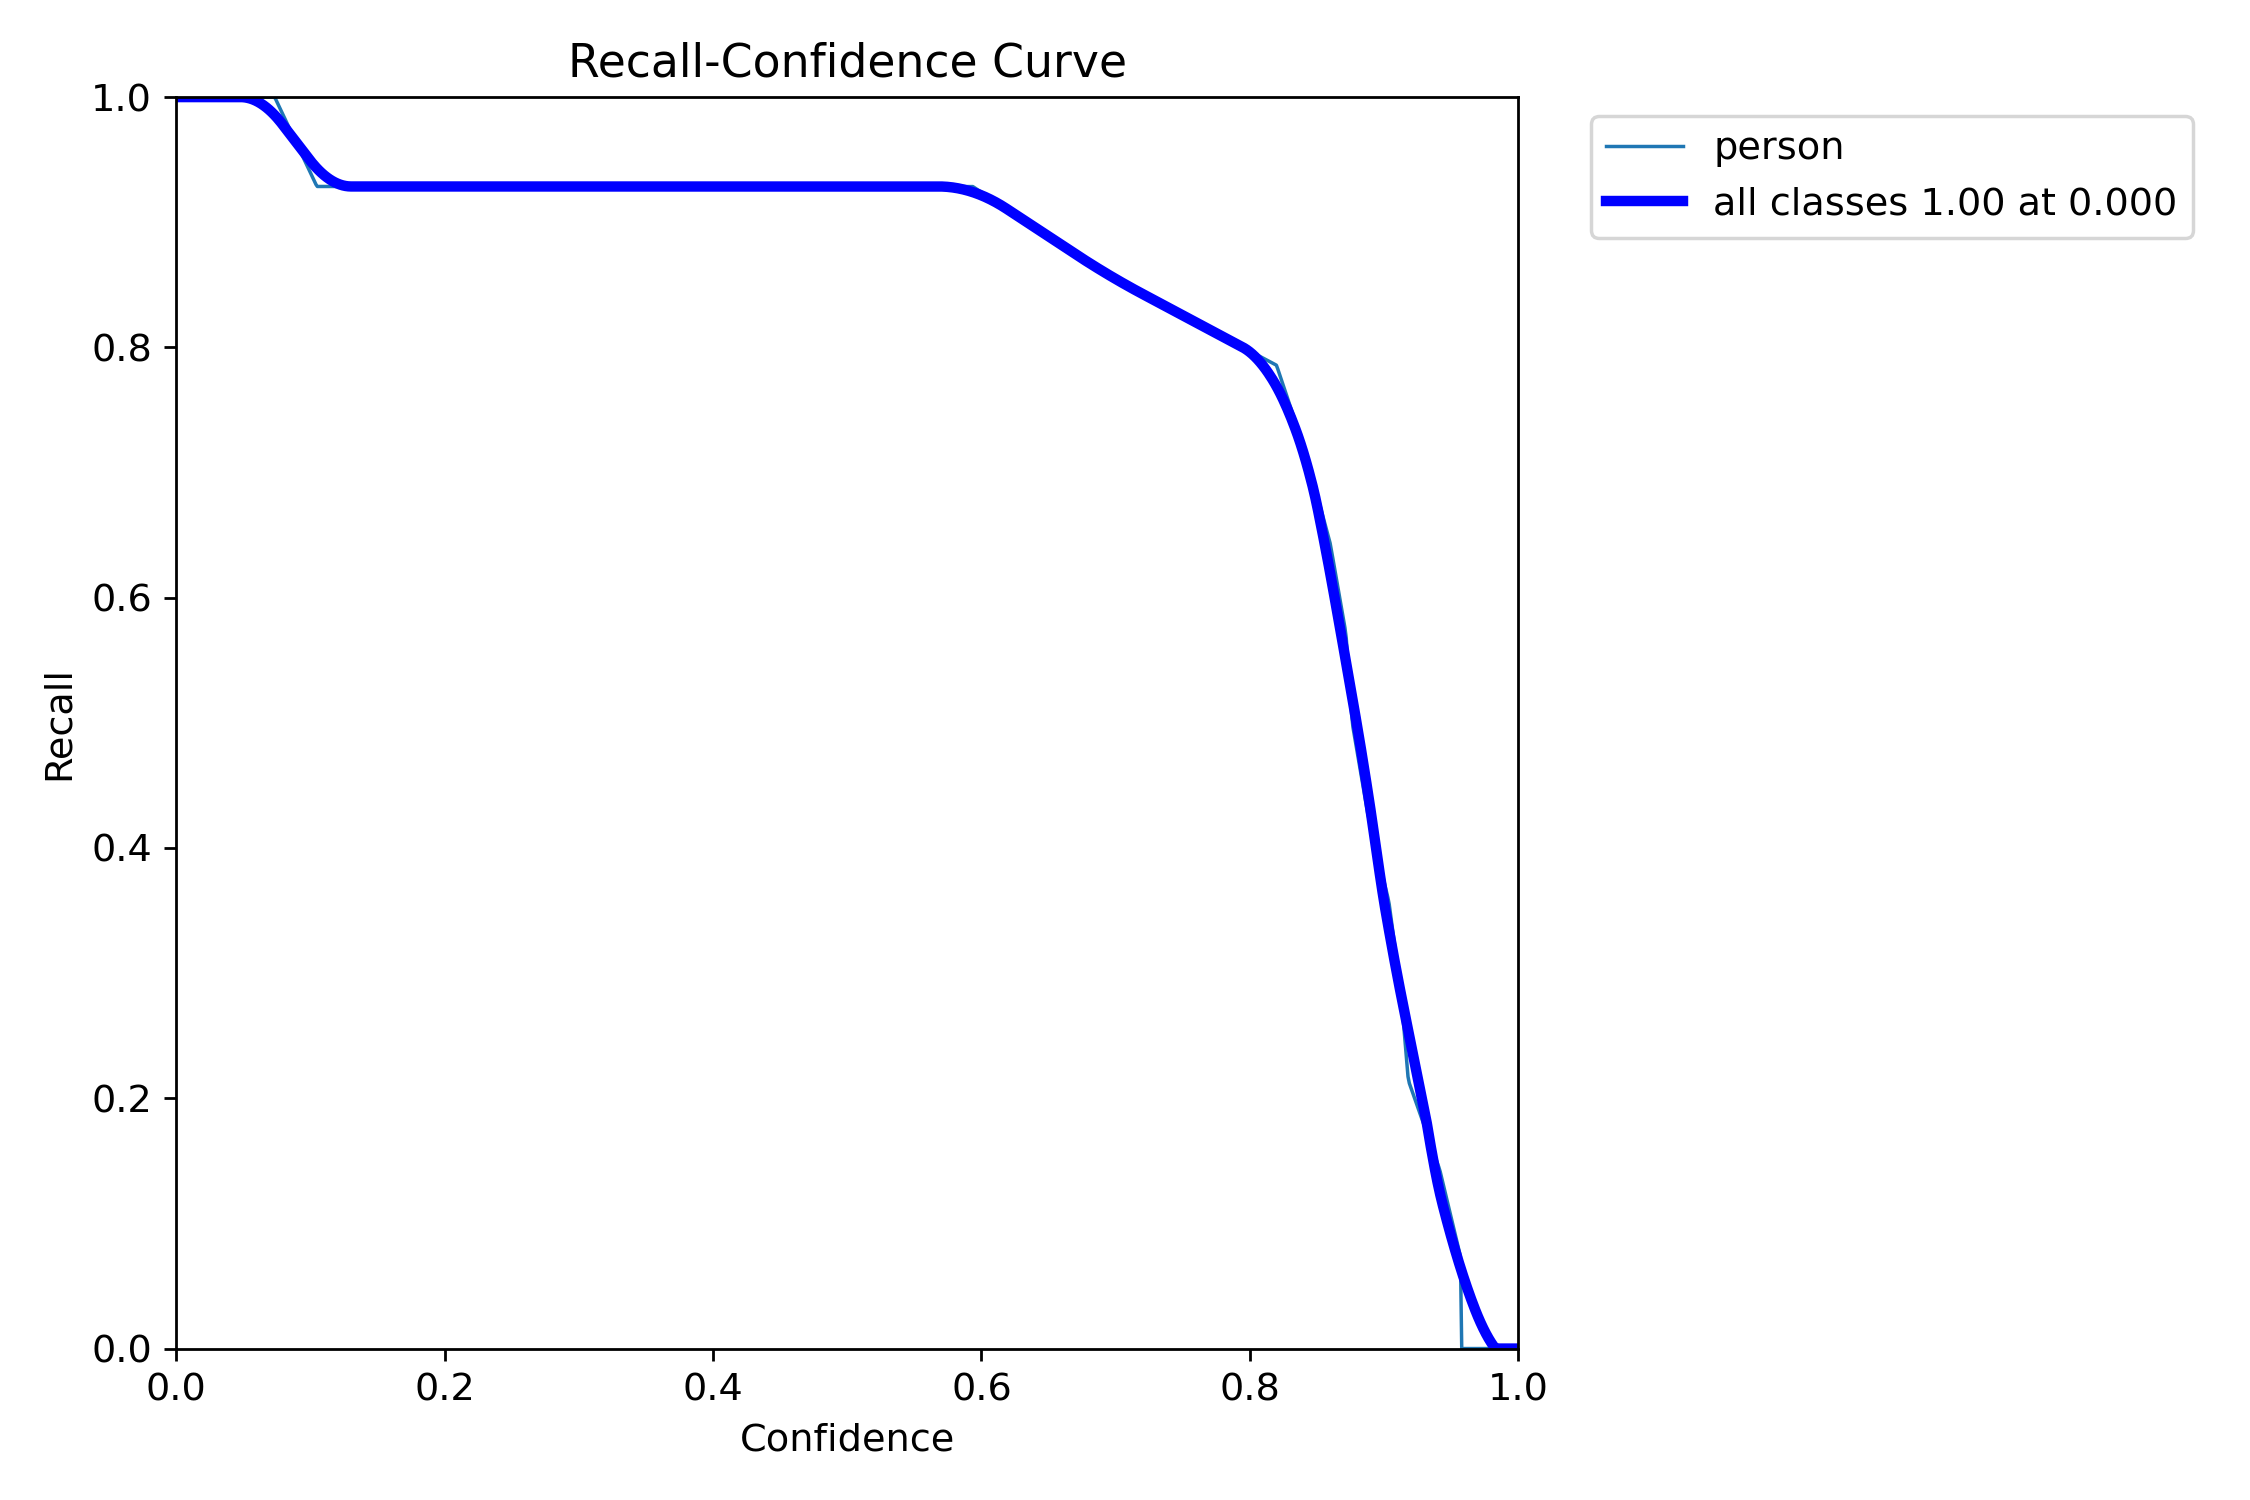 Recall-Confidence Curve
1.0
0.8
0.6
0.4
0.2
0.0
Recall
0.0 0.2 0.4 0.6 0.8 1.0
Confidence
person
all classes 1.00 at 0.000